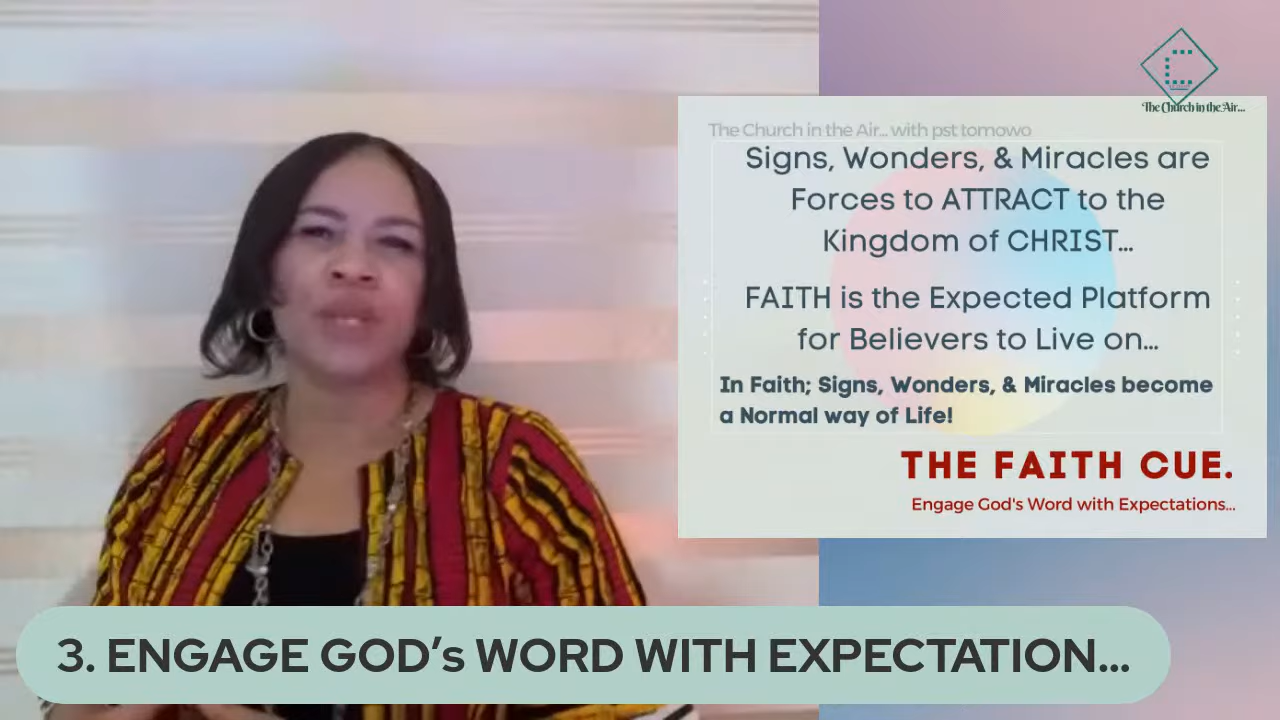 The Church in the Air...
The Church in the Air... with pst tomowo
Signs, Wonders, & Miracles are
Forces to ATTRACT to the
Kingdom of CHRIST...
FAITH is the Expected Platform
for Believers to Live on...
In Faith; Signs, Wonders, & Miracles become
a Normal way of Life!
THE FAITH CUE.
Engage God's Word with Expectations...
3. ENGAGE GOD’s WORD WITH EXPECTATION...